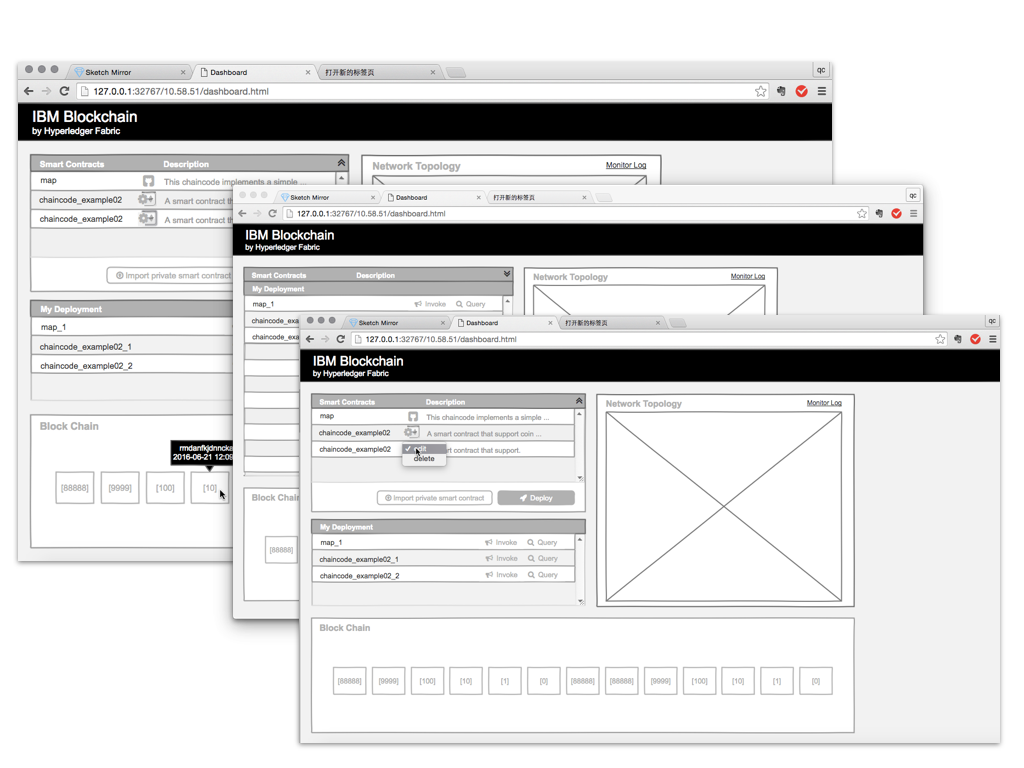 Sketch Mirror
Dashboard
打开新的标签页
qc
127.0.0.1:32767/10.58.51/dashboard.html
IBM Blockchain
by Hyperledger Fabric
Smart Contracts Description
map This chaincode implements a simple ...
chaincode_example02 A smart contract th
chaincode_example02 A smart contract th
Import private smart contract
My Deployment
map_1
chaincode_example02_1
chaincode_example02_2
Network Topology Monitor Log
Block Chain
2016-06-21 12:09
[88888] [9999] [100] [10]
Sketch Mirror
Dashboard
打开新的标签页
qc
127.0.0.1:32767/10.58.51/dashboard.html
IBM Blockchain
by Hyperledger Fabric
Smart Contracts Description
My Deployment
map_1 Invoke Query
chaincode_exa
chaincode_exa
Network Topology Monitor Log
Block Chain
[88888]
Sketch Mirror
Dashboard
打开新的标签页
qc
127.0.0.1:32767/10.58.51/dashboard.html
IBM Blockchain
by Hyperledger Fabric
Smart Contracts Description
map This chaincode implements a simple ...
chaincode_example02 A smart contract that support coin ...
chaincode_example02 rt contract that support.
edit
delete
Import private smart contract Deploy
My Deployment
map_1 Invoke Query
chaincode_example02_1 Invoke Query
chaincode_example02_2 Invoke Query
Network Topology Monitor Log
Block Chain
[88888] [9999] [100] [10] [1] [0] [88888] [88888] [9999] [100] [10] [1] [0]